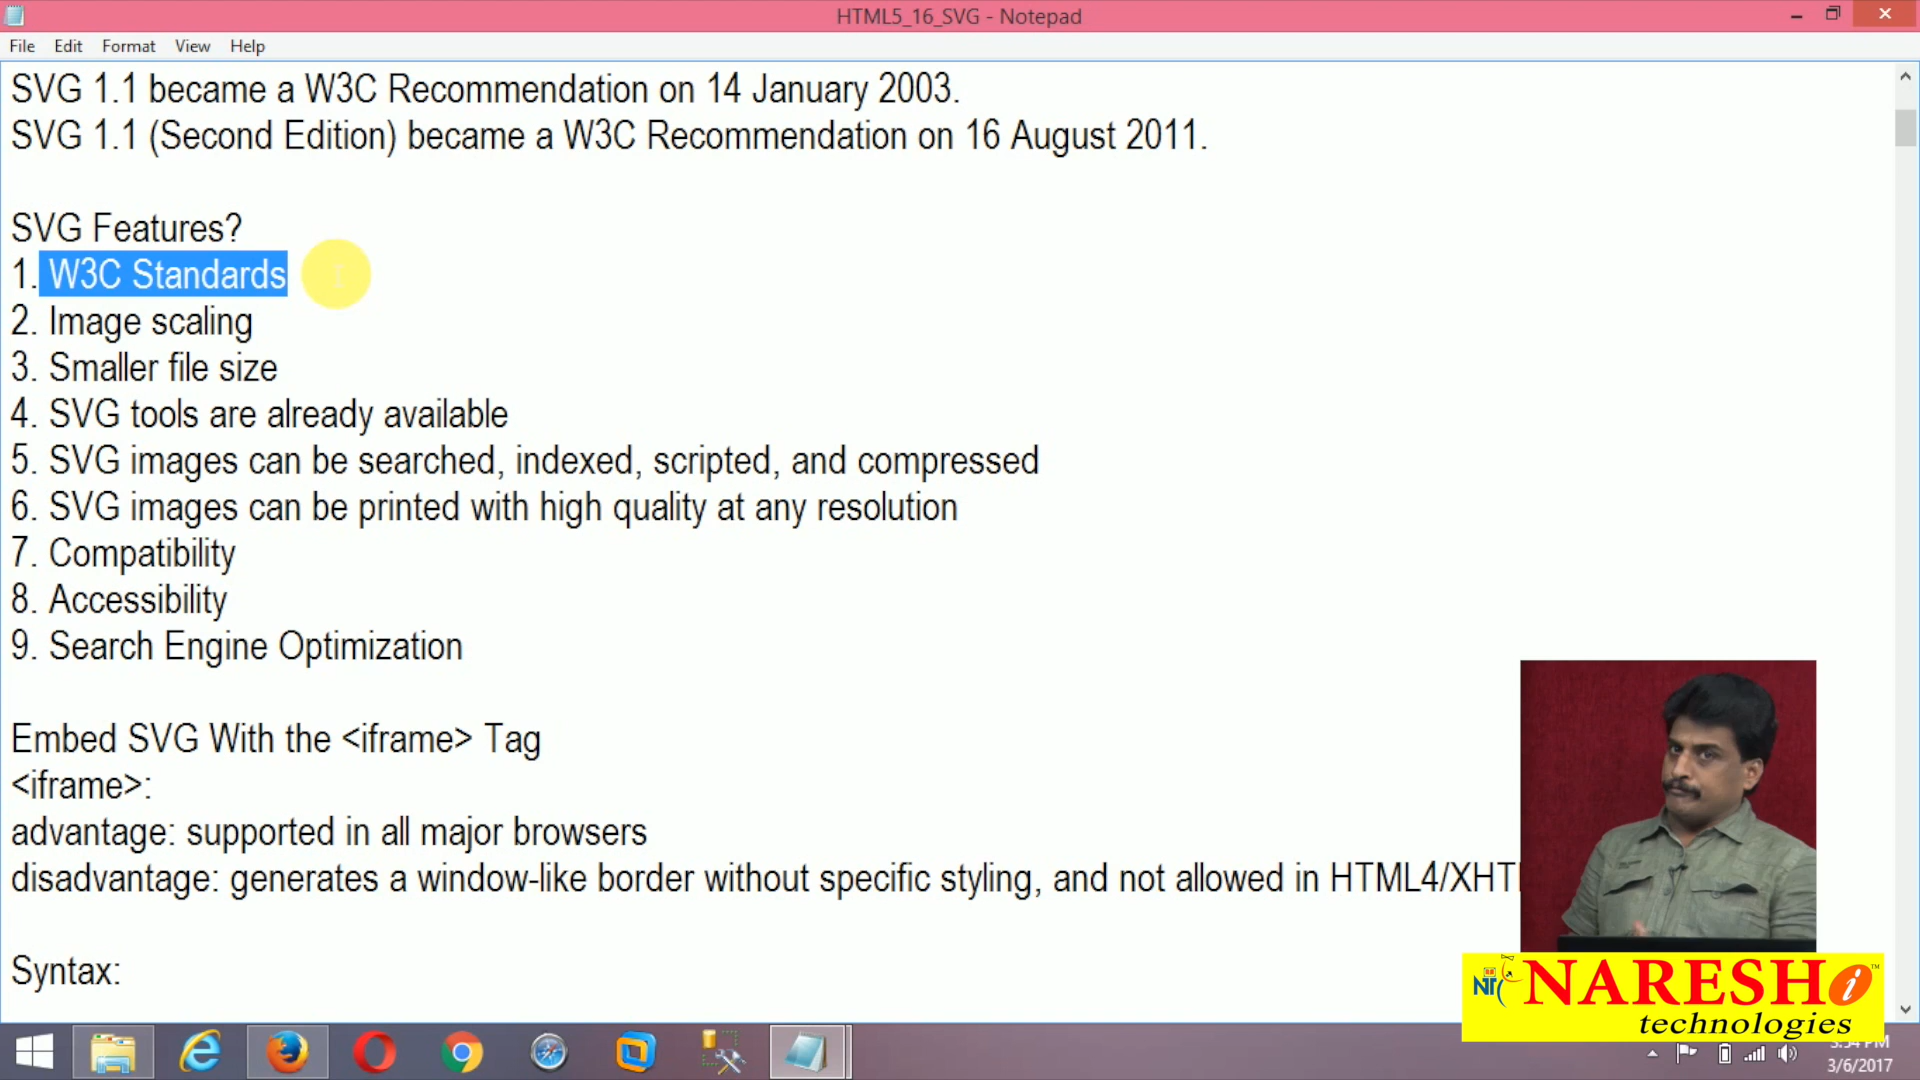 HTML5_16_SVG - Notepad
File Edit Format View Help
SVG 1.1 became a W3C Recommendation on 14 January 2003.
SVG 1.1 (Second Edition) became a W3C Recommendation on 16 August 2011.
SVG Features?
1. W3C Standards
2. Image scaling
3. Smaller file size
4. SVG tools are already available
5. SVG images can be searched, indexed, scripted, and compressed
6. SVG images can be printed with high quality at any resolution
7. Compatibility
8. Accessibility
9. Search Engine Optimization
Embed SVG With the <iframe> Tag
<iframe>:
advantage: supported in all major browsers
disadvantage: generates a window-like border without specific styling, and not allowed in
Syntax:
NARESH i
technologies
3/6/2017